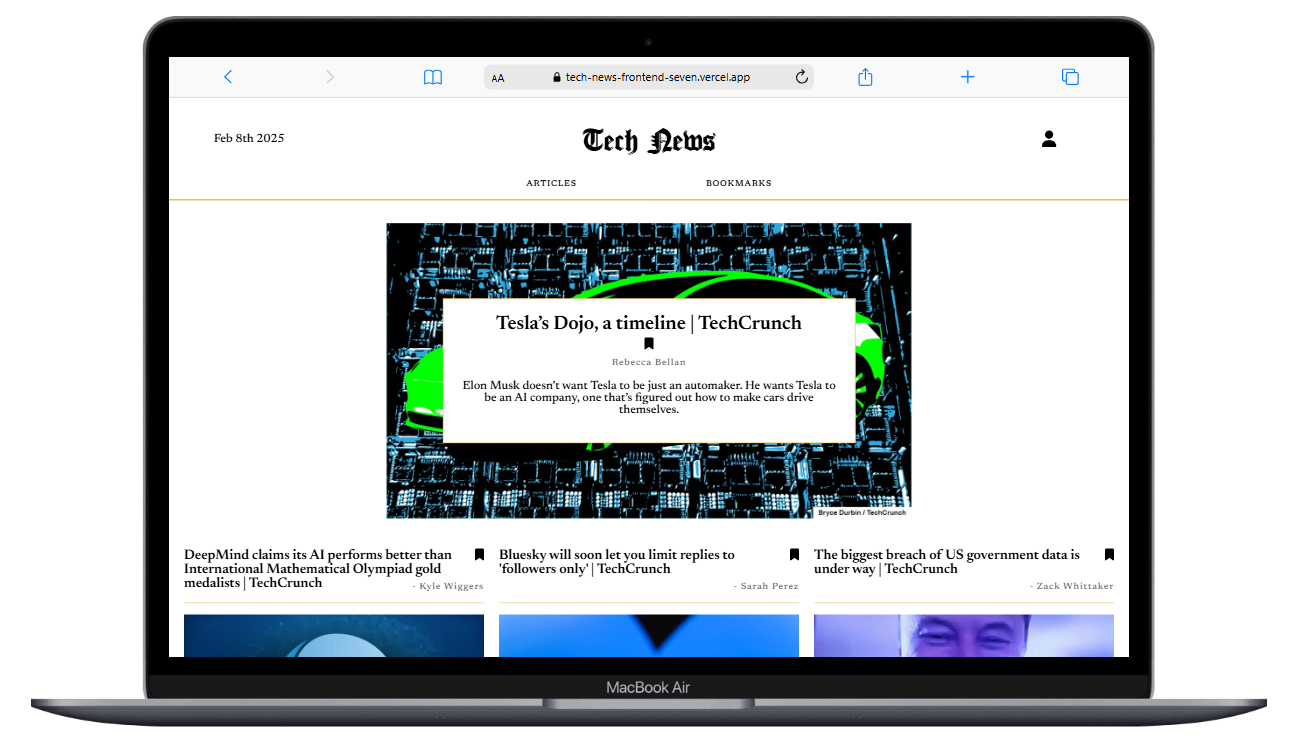 AA tech-news-frontend-seven.vercel.app
Feb 8th 2025
Tech News
ARTICLES BOOKMARKS
Tesla’s Dojo, a timeline | TechCrunch
Rebecca Bellan
Elon Musk doesn’t want Tesla to be just an automaker. He wants Tesla to
be an AI company, one that’s figured out how to make cars drive
themselves.
Bryce Durbin / TechCrunch
DeepMind claims its AI performs better than
International Mathematical Olympiad gold
medalists | TechCrunch
- Kyle Wiggers
Bluesky will soon let you limit replies to
'followers only' | TechCrunch
- Sarah Perez
The biggest breach of US government data is
under way | TechCrunch
- Zack Whittaker
MacBook Air